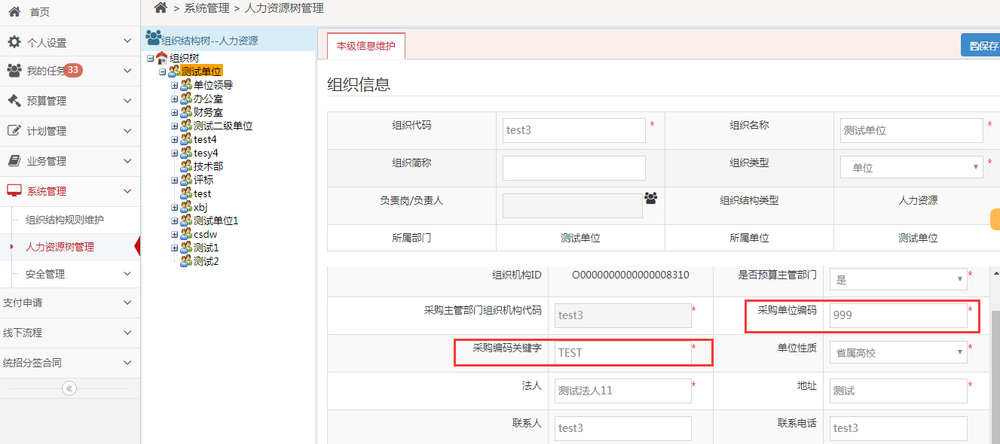 首页
个人设置
我的任务 33
预算管理
计划管理
业务管理
系统管理
组织结构规则维护
人力资源树管理
安全管理
支付申请
线下流程
统招分签合同
> 系统管理 > 人力资源树管理
组织结构树--人力资源
组织树
测试单位
单位领导
办公室
财务室
测试二级单位
test4
tesy4
技术部
评标
test
xbj
测试单位1
csdw
测试1
测试2
本级信息维护
保存
组织信息
组织代码 test3 * 组织名称 测试单位 *
组织简称 组织类型 单位 *
负责岗/负责人 组织结构类型 人力资源
所属部门 测试单位 所属单位 测试单位
组织机构ID O0000000000000008310 是否预算主管部门 是 *
采购主管部门组织机构代码 test3 * 采购单位编码 999 *
采购编码关键字 TEST * 单位性质 省属高校 *
法人 测试法人11 * 地址 测试 *
联系人 test3 联系电话 test3